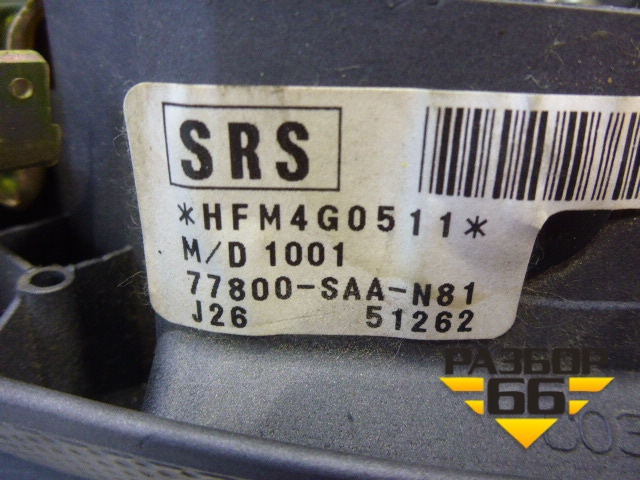 SRS
*HFM4G0511*
M/D 1001
77800-SAA-N81
J26 51262
РАЗБОР
66